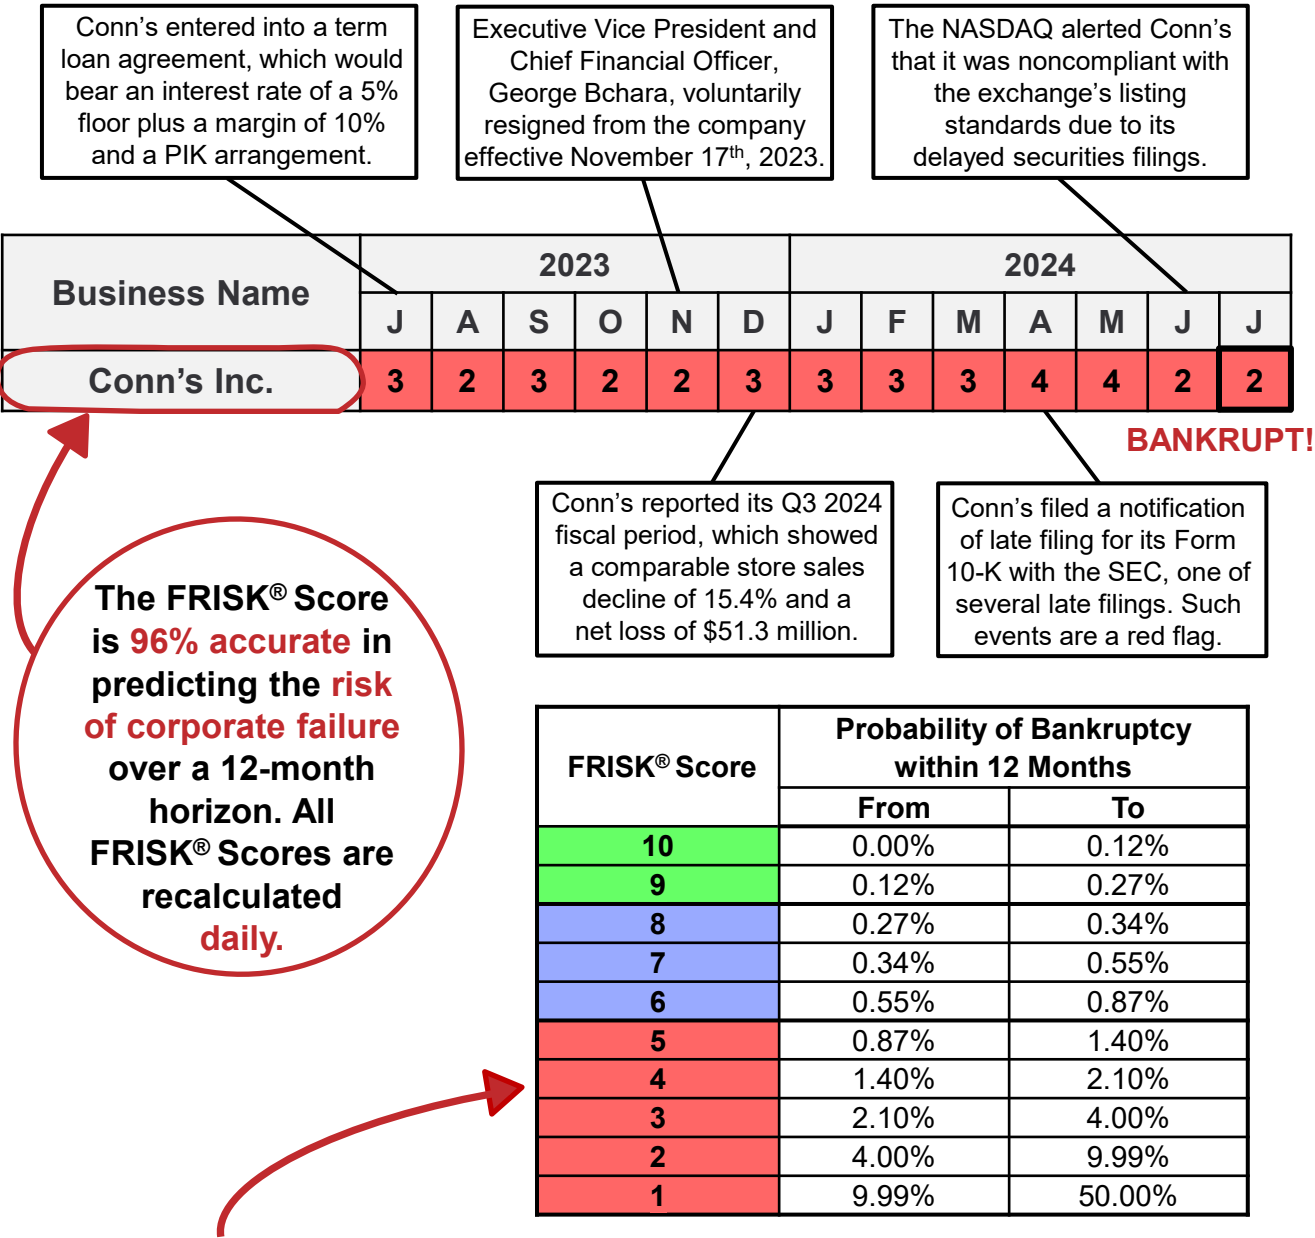 Conn's entered into a term
loan agreement, which would
bear an interest rate of a 5%
floor plus a margin of 10%
and a PIK arrangement.
Executive Vice President and
Chief Financial Officer,
George Bchara, voluntarily
resigned from the company
effective November 17th, 2023.
The NASDAQ alerted Conn's
that it was noncompliant with
the exchange's listing
standards due to its
delayed securities filings.
Business Name 2023 2024
J A S O N D J F M A M J J
Conn's Inc. 3 2 3 2 2 3 3 3 3 4 4 2 2
BANKRUPT!
Conn's reported its Q3 2024
fiscal period, which showed
a comparable store sales
decline of 15.4% and a
net loss of $51.3 million.
Conn's filed a notification
of late filing for its Form
10-K with the SEC, one of
several late filings. Such
events are a red flag.
The FRISK® Score
is 96% accurate in
predicting the risk
of corporate failure
over a 12-month
horizon. All
FRISK® Scores are
recalculated
daily.
FRISK® Score
Probability of Bankruptcy
within 12 Months
From To
10 0.00% 0.12%
9 0.12% 0.27%
8 0.27% 0.34%
7 0.34% 0.55%
6 0.55% 0.87%
5 0.87% 1.40%
4 1.40% 2.10%
3 2.10% 4.00%
2 4.00% 9.99%
1 9.99% 50.00%